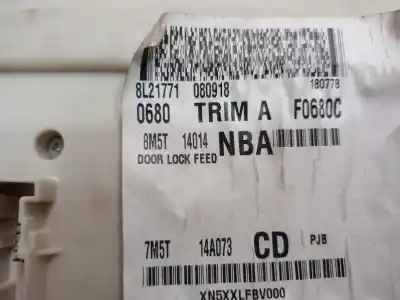 8L21771 080918 180778
0680 TRIM A F0680C
8M5T 14014 NBA
DOOR LOCK FEED
7M5T 14A073 CD PJB
XN5XXLFBV000